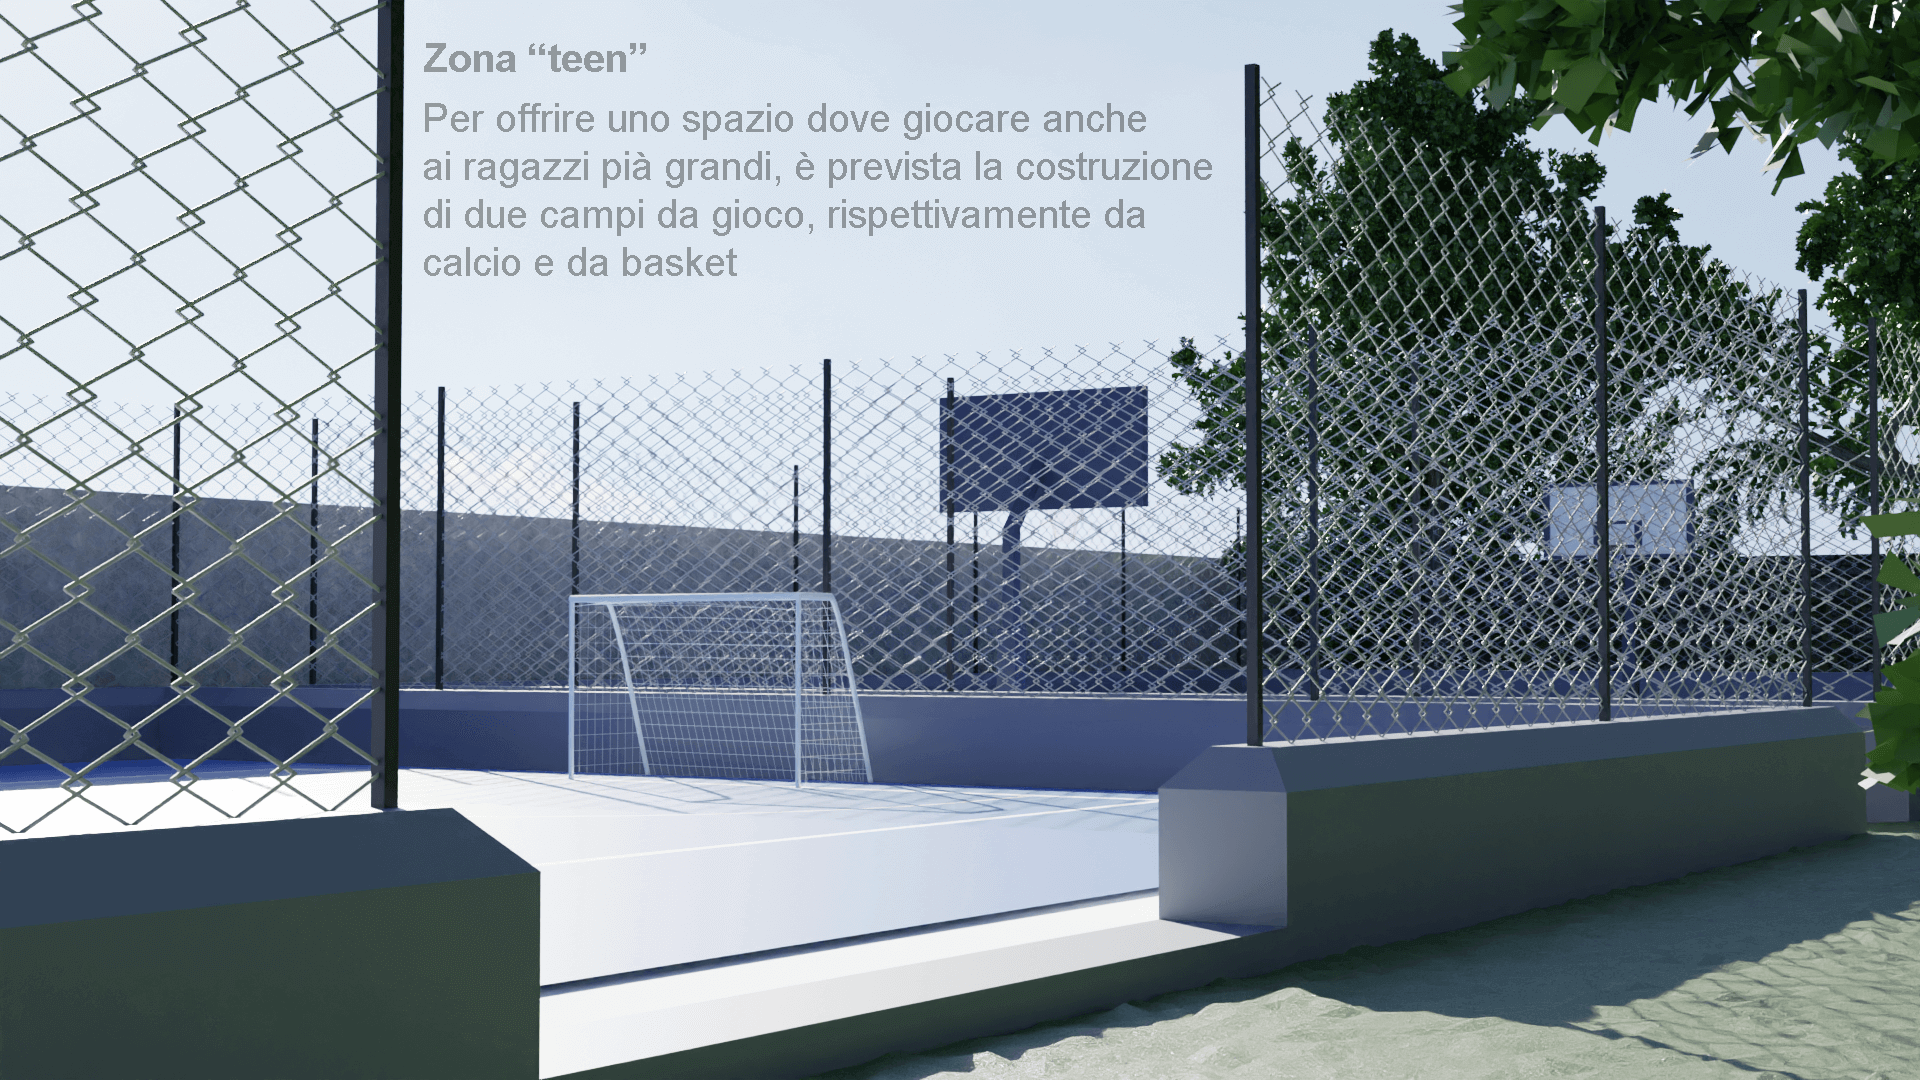 Zona “teen”
Per offrire uno spazio dove giocare anche
ai ragazzi pià grandi, è prevista la costruzione
di due campi da gioco, rispettivamente da
calcio e da basket